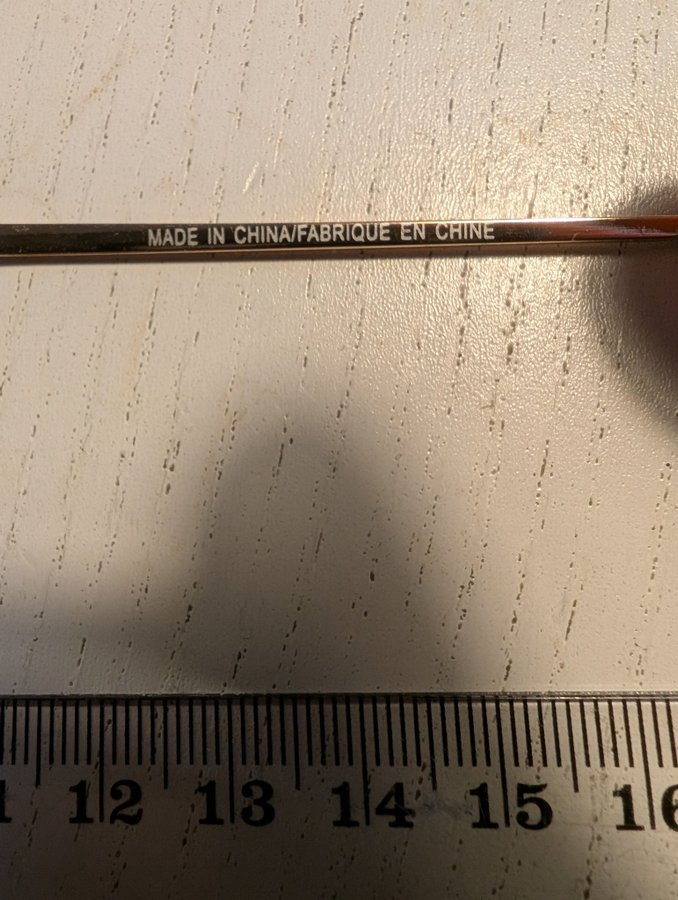 MADE IN CHINA/FABRIQUE EN CHINE
12 13 14 15